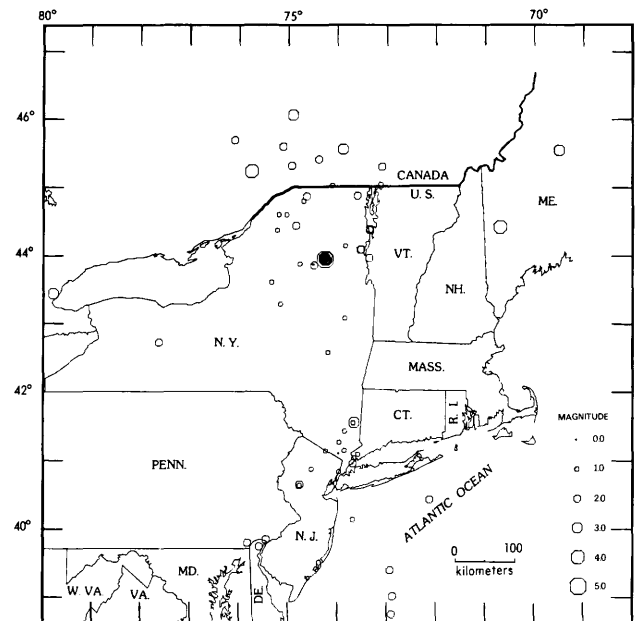 80° 75° 70°
46°
CANADA
U. S.
ME.
44°
VT.
NH.
N. Y.
MASS.
42°
CT. R. I.
MAGNITUDE
0.0
PENN.
1.0
2.0
ATLANTIC OCEAN
40°
N. J.
3.0
0 100
kilometers
4.0
MD.
W. VA.
VA.
DE.
5.0